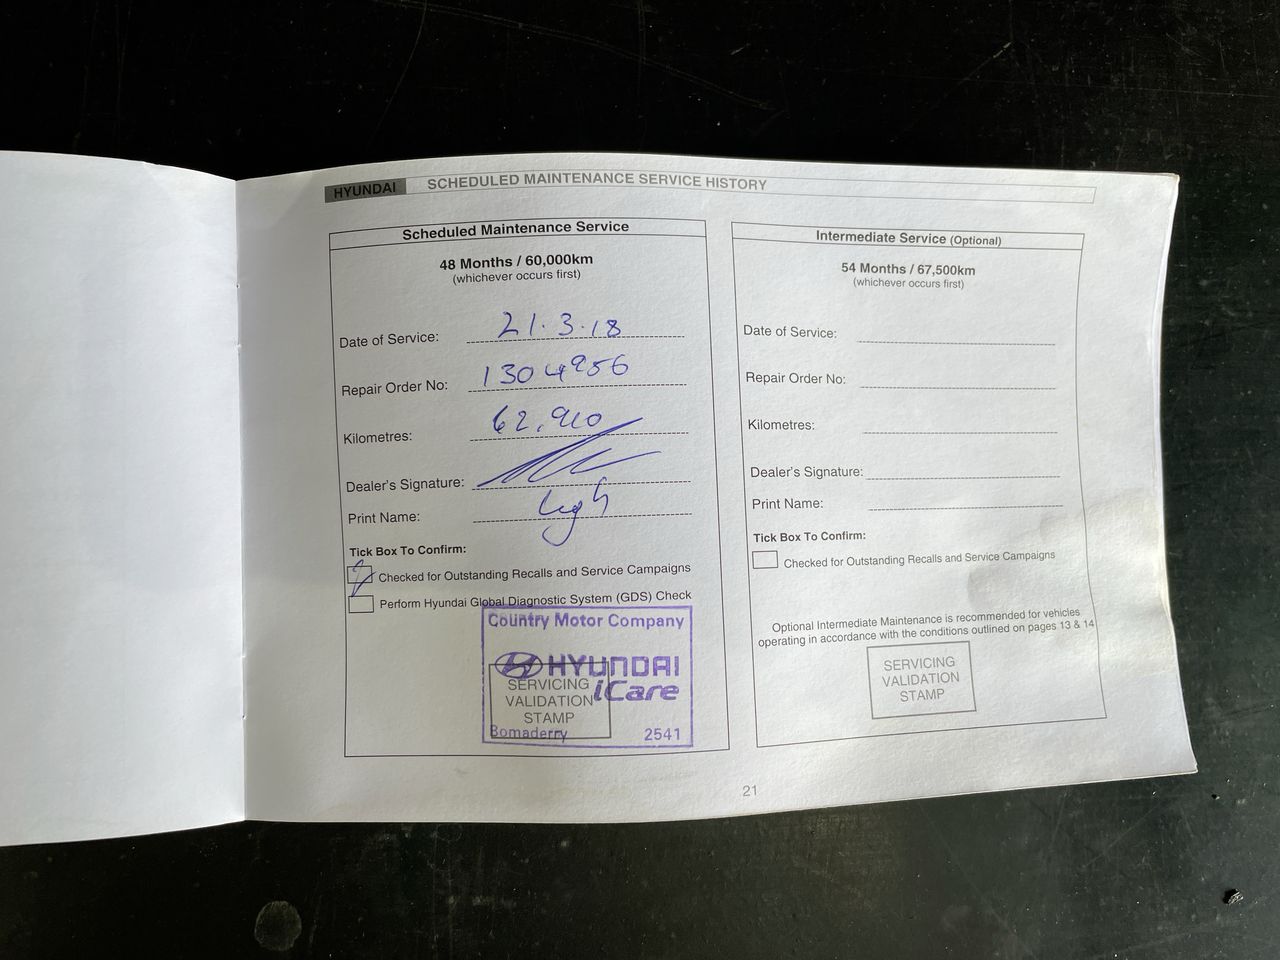 HYUNDAI SCHEDULED MAINTENANCE SERVICE HISTORY
Scheduled Maintenance Service
48 Months / 60,000km
(whichever occurs first)
Date of Service: 21.3.18
Repair Order No: 1304956
Kilometres: 62,910
Dealer's Signature:
Print Name:
Tick Box To Confirm:
Checked for Outstanding Recalls and Service Campaigns
Perform Hyundai Global Diagnostic System (GDS) Check
Country Motor Company
HYUNDAI
iCare
SERVICING
VALIDATION
STAMP
Bomaderry 2541
Intermediate Service (Optional)
54 Months / 67,500km
(whichever occurs first)
Date of Service:
Repair Order No:
Kilometres:
Dealer's Signature:
Print Name:
Tick Box To Confirm:
Checked for Outstanding Recalls and Service Campaigns
Optional Intermediate Maintenance is recommended for vehicles
operating in accordance with the conditions outlined on pages 13 & 14
SERVICING
VALIDATION
STAMP
21